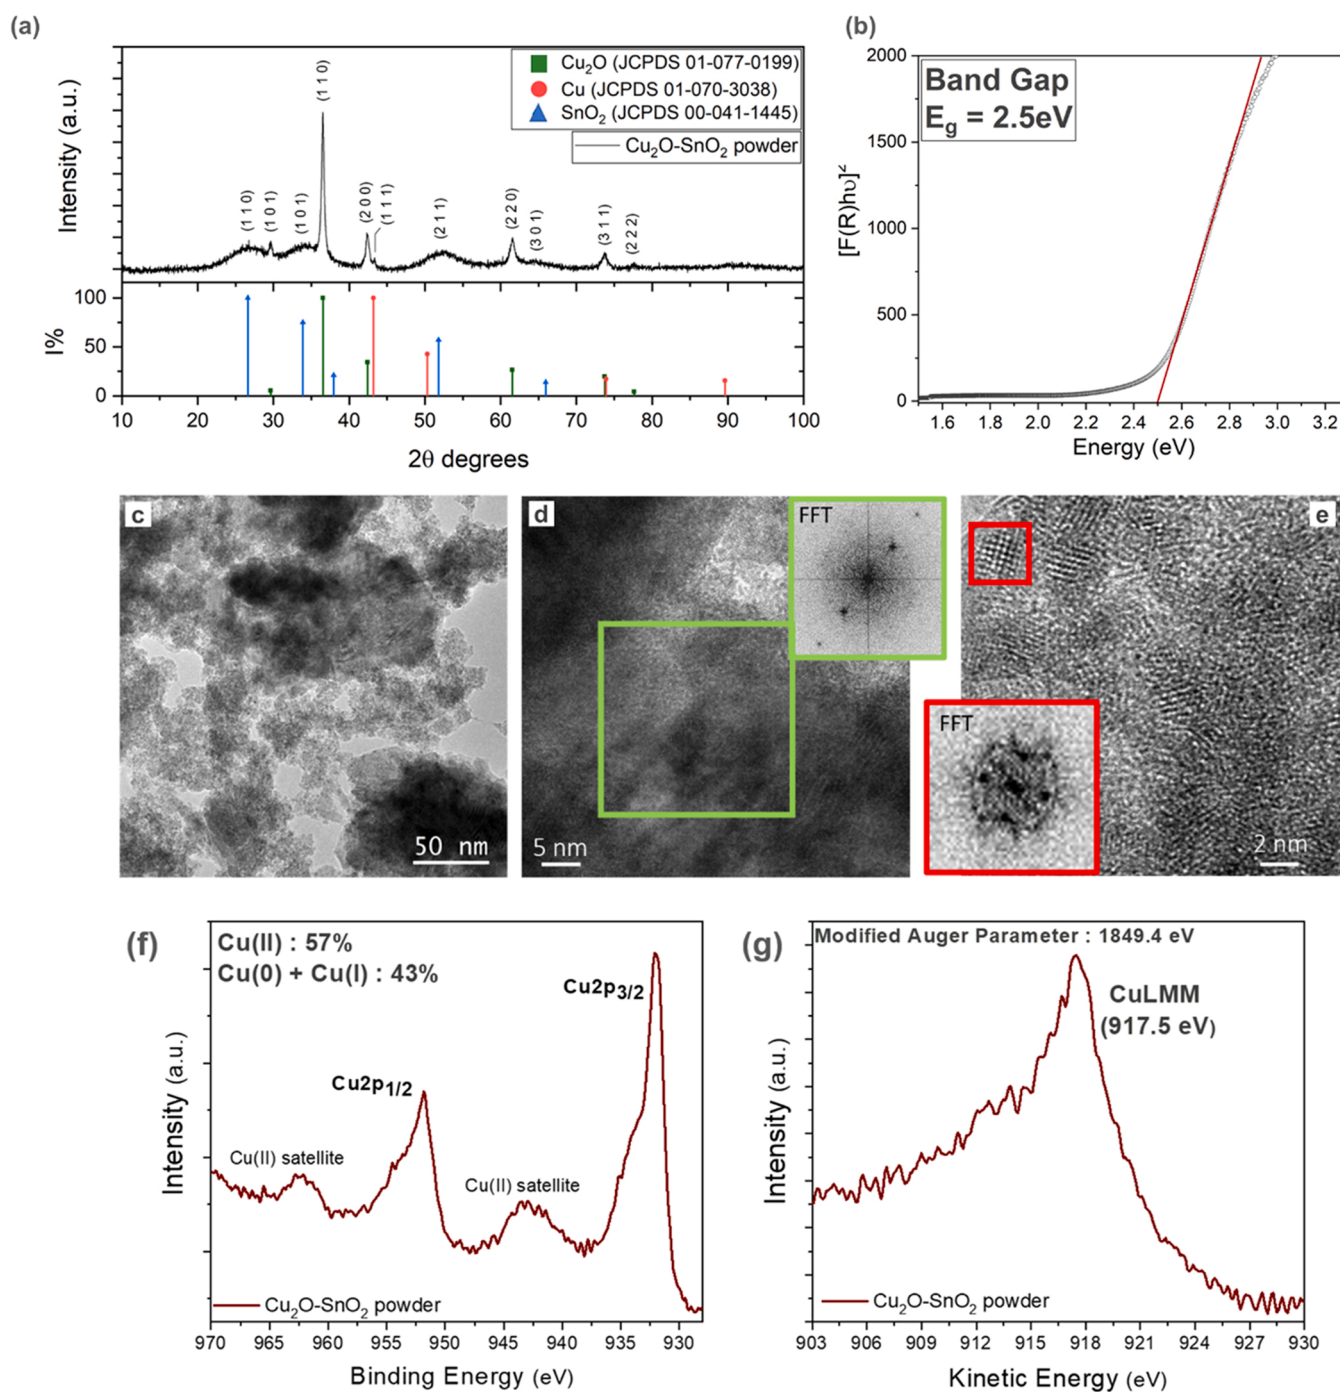 (a)
Cu₂O (JCPDS 01-077-0199)
Cu (JCPDS 01-070-3038)
SnO₂ (JCPDS 00-041-1445)
Cu₂O-SnO₂ powder
Intensity (a.u.)
(1 1 0)
(1 0 1)
(1 0 1)
(1 1 0)
(2 0 0)
(1 1 1)
(2 1 1)
(2 2 0)
(3 0 1)
(3 1 1)
(2 2 2)
I%
100
50
0
10 20 30 40 50 60 70 80 90 100
2θ degrees
(b)
Band Gap
E_g = 2.5eV
[F(R)hυ]²
2000
1500
1000
500
0
1.6 1.8 2.0 2.2 2.4 2.6 2.8 3.0 3.2
Energy (eV)
c
50 nm
d
FFT
5 nm
e
FFT
2 nm
(f)
Cu(II) : 57%
Cu(0) + Cu(I) : 43%
Cu2p₃/₂
Cu2p₁/₂
Cu(II) satellite
Cu(II) satellite
Cu₂O-SnO₂ powder
Intensity (a.u.)
970 965 960 955 950 945 940 935 930
Binding Energy (eV)
(g)
Modified Auger Parameter : 1849.4 eV
CuLMM
(917.5 eV)
Cu₂O-SnO₂ powder
Intensity (a.u.)
903 906 909 912 915 918 921 924 927 930
Kinetic Energy (eV)